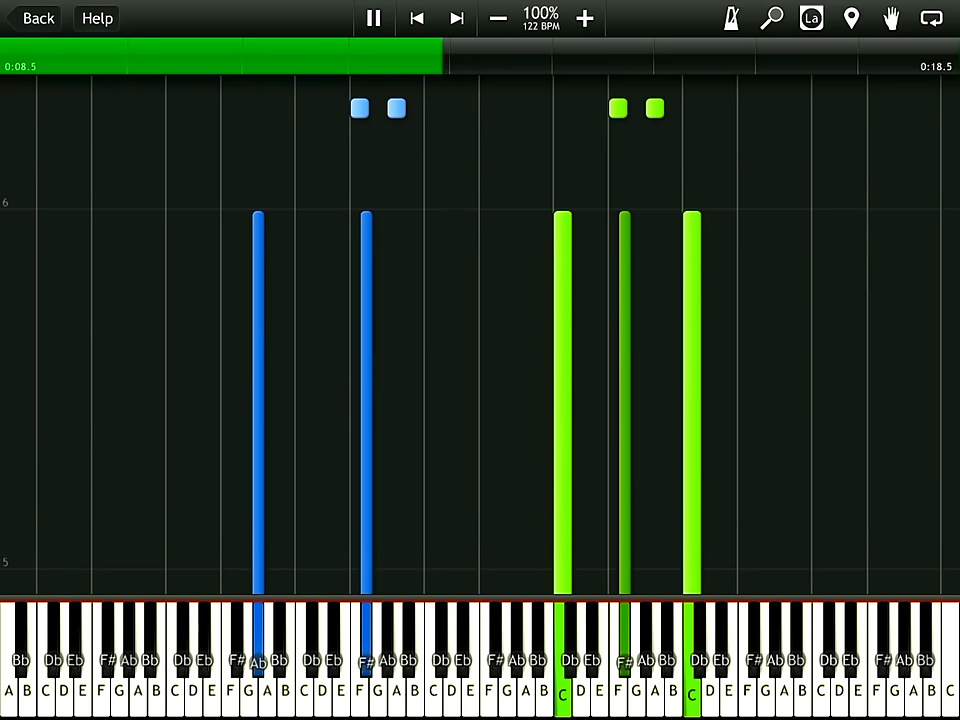 Back Help 100% La
122 BPM
0:08.5 0:18.5
6
5
Bb Db Eb F# Ab Bb Db Eb F# Ab Bb Db Eb F# Ab Bb Db Eb F# Ab Bb Db Eb F# Ab Bb Db Eb F# Ab Bb Db Eb F# Ab Bb
A B C D E F G A B C D E F G A B C D E F G A B C D E F G A B C D E F G A B C D E F G A B C D E F G A B C